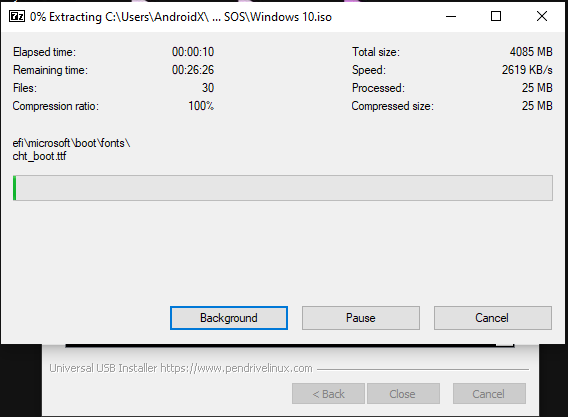 7z 0% Extracting C:\Users\AndroidX\ ... SOS\Windows 10.iso
Elapsed time: 00:00:10 Total size: 4085 MB
Remaining time: 00:26:26 Speed: 2619 KB/s
Files: 30 Processed: 25 MB
Compression ratio: 100% Compressed size: 25 MB
efi\microsoft\boot\fonts\
cht_boot.ttf
Background Pause Cancel
Universal USB Installer https://www.pendrivelinux.com
< Back Close Cancel